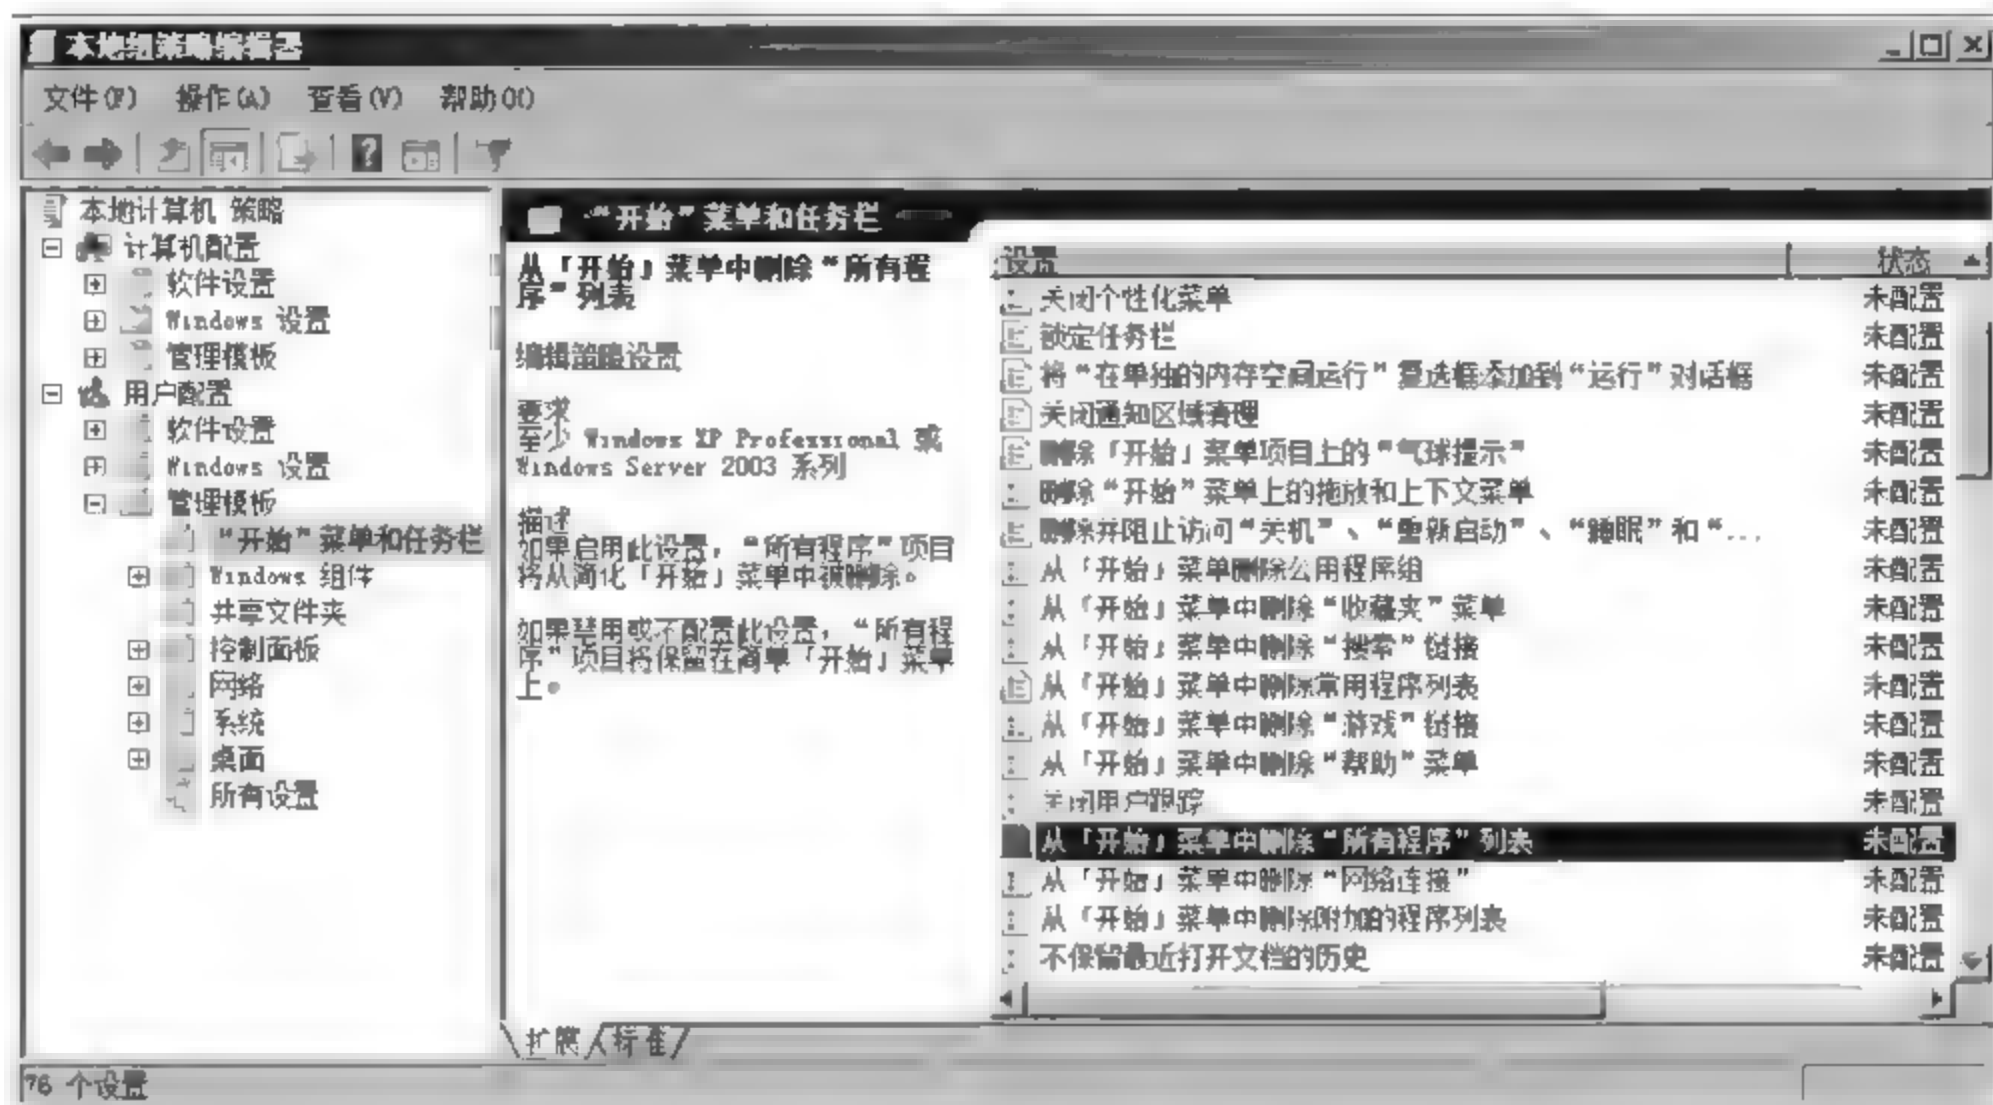 本地组策略编辑器
文件(F) 操作(A) 查看(V) 帮助(H)
本地计算机 策略
计算机配置
软件设置
Windows 设置
管理模板
用户配置
软件设置
Windows 设置
管理模板
“开始”菜单和任务栏
Windows 组件
共享文件夹
控制面板
网络
系统
桌面
所有设置
“开始”菜单和任务栏
从「开始」菜单中删除“所有程
序”列表
编辑策略设置
要求
至少 Windows XP Professional 或
Windows Server 2003 系列
描述
如果启用此设置，“所有程序”项目
将从简化「开始」菜单中被删除。
如果禁用或不配置此设置，“所有程
序”项目将保留在简单「开始」菜单
上。
设置 状态
关闭个性化菜单 未配置
锁定任务栏 未配置
将“在单独的内存空间运行”复选框添加到“运行”对话框 未配置
关闭通知区域清理 未配置
删除「开始」菜单项目上的“气球提示” 未配置
删除“开始”菜单上的拖放和上下文菜单 未配置
删除并阻止访问“关机”、“重新启动”、“睡眠”和“... 未配置
从「开始」菜单删除公用程序组 未配置
从「开始」菜单中删除“收藏夹”菜单 未配置
从「开始」菜单中删除“搜索”链接 未配置
从「开始」菜单中删除常用程序列表 未配置
从「开始」菜单中删除“游戏”链接 未配置
从「开始」菜单中删除“帮助”菜单 未配置
关闭用户跟踪 未配置
从「开始」菜单中删除“所有程序”列表 未配置
从「开始」菜单中删除“网络连接” 未配置
从「开始」菜单中删除附加的程序列表 未配置
不保留最近打开文档的历史 未配置
扩展 标准
76 个设置